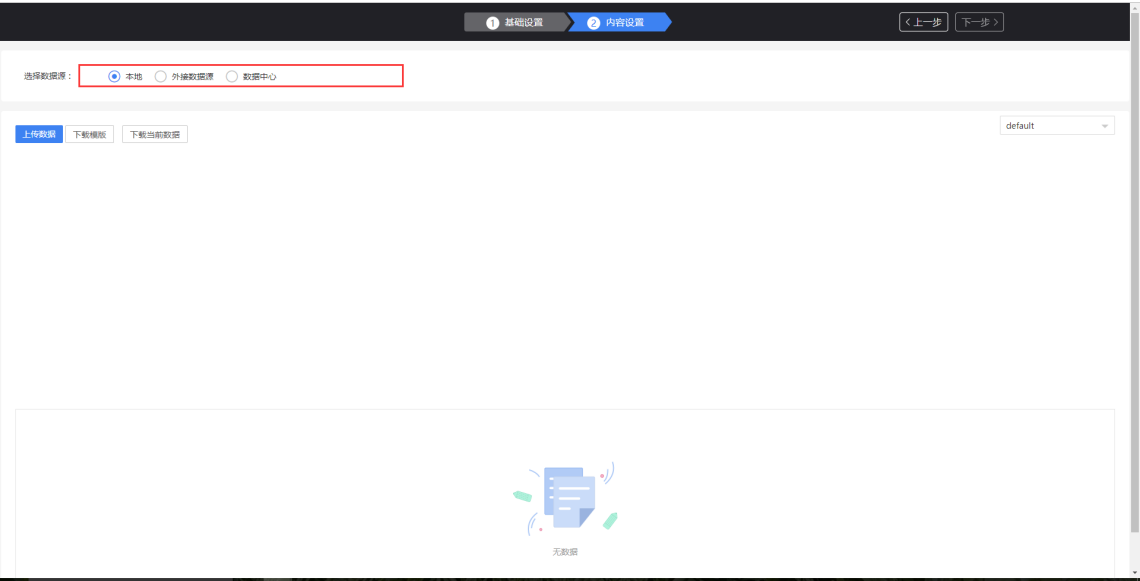 1 基础设置 2 内容设置 < 上一步 下一步 >
选择数据源： 本地 外接数据源 数据中心
上传数据 下载模版 下载当前数据 default
无数据